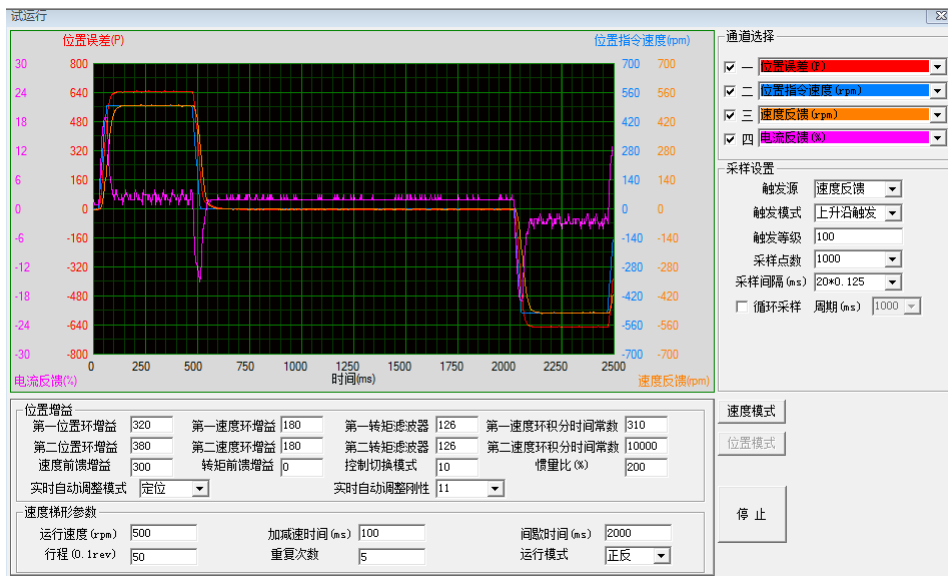 试运行
位置误差(P) 位置指令速度(rpm)
30 800 700 700
24 640 560 560
18 480 420 420
12 320 280 280
6 160 140 140
0 0 0 0
-6 -160 -140 -140
-12 -320 -280 -280
-18 -480 -420 -420
-24 -640 -560 -560
-30 -800 -700 -700
0 250 500 750 1000 1250 1500 1750 2000 2250 2500
电流反馈(%) 时间(ms) 速度反馈(rpm)
通道选择
一 位置误差(P)
二 位置指令速度(rpm)
三 速度反馈(rpm)
四 电流反馈(%)
采样设置
触发源 速度反馈
触发模式 上升沿触发
触发等级 100
采样点数 1000
采样间隔(ms) 20*0.125
循环采样 周期(ms) 1000
位置增益
第一位置环增益 320 第一速度环增益 180 第一转矩滤波器 126 第一速度环积分时间常数 310
第二位置环增益 380 第二速度环增益 180 第二转矩滤波器 126 第二速度环积分时间常数 10000
速度前馈增益 300 转矩前馈增益 0 控制切换模式 10 惯量比(%) 200
实时自动调整模式 定位 实时自动调整刚性 11
速度梯形参数
运行速度(rpm) 500 加减速时间(ms) 100 间歇时间(ms) 2000
行程(0.1rev) 50 重复次数 5 运行模式 正反
速度模式
位置模式
停 止